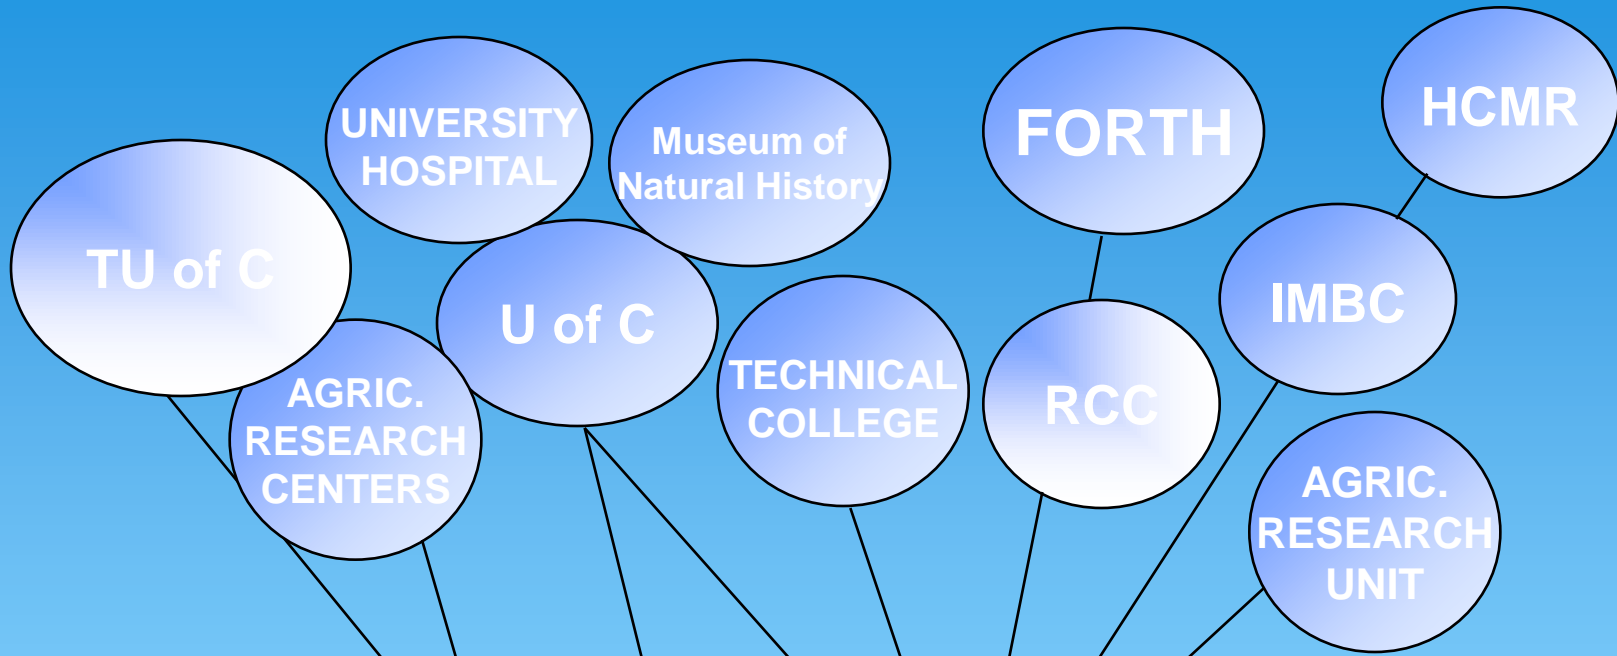 UNIVERSITY
HOSPITAL
Museum of
Natural History
FORTH
HCMR
TU of C
U of C
IMBC
TECHNICAL
COLLEGE
RCC
AGRIC.
RESEARCH
CENTERS
AGRIC.
RESEARCH
UNIT